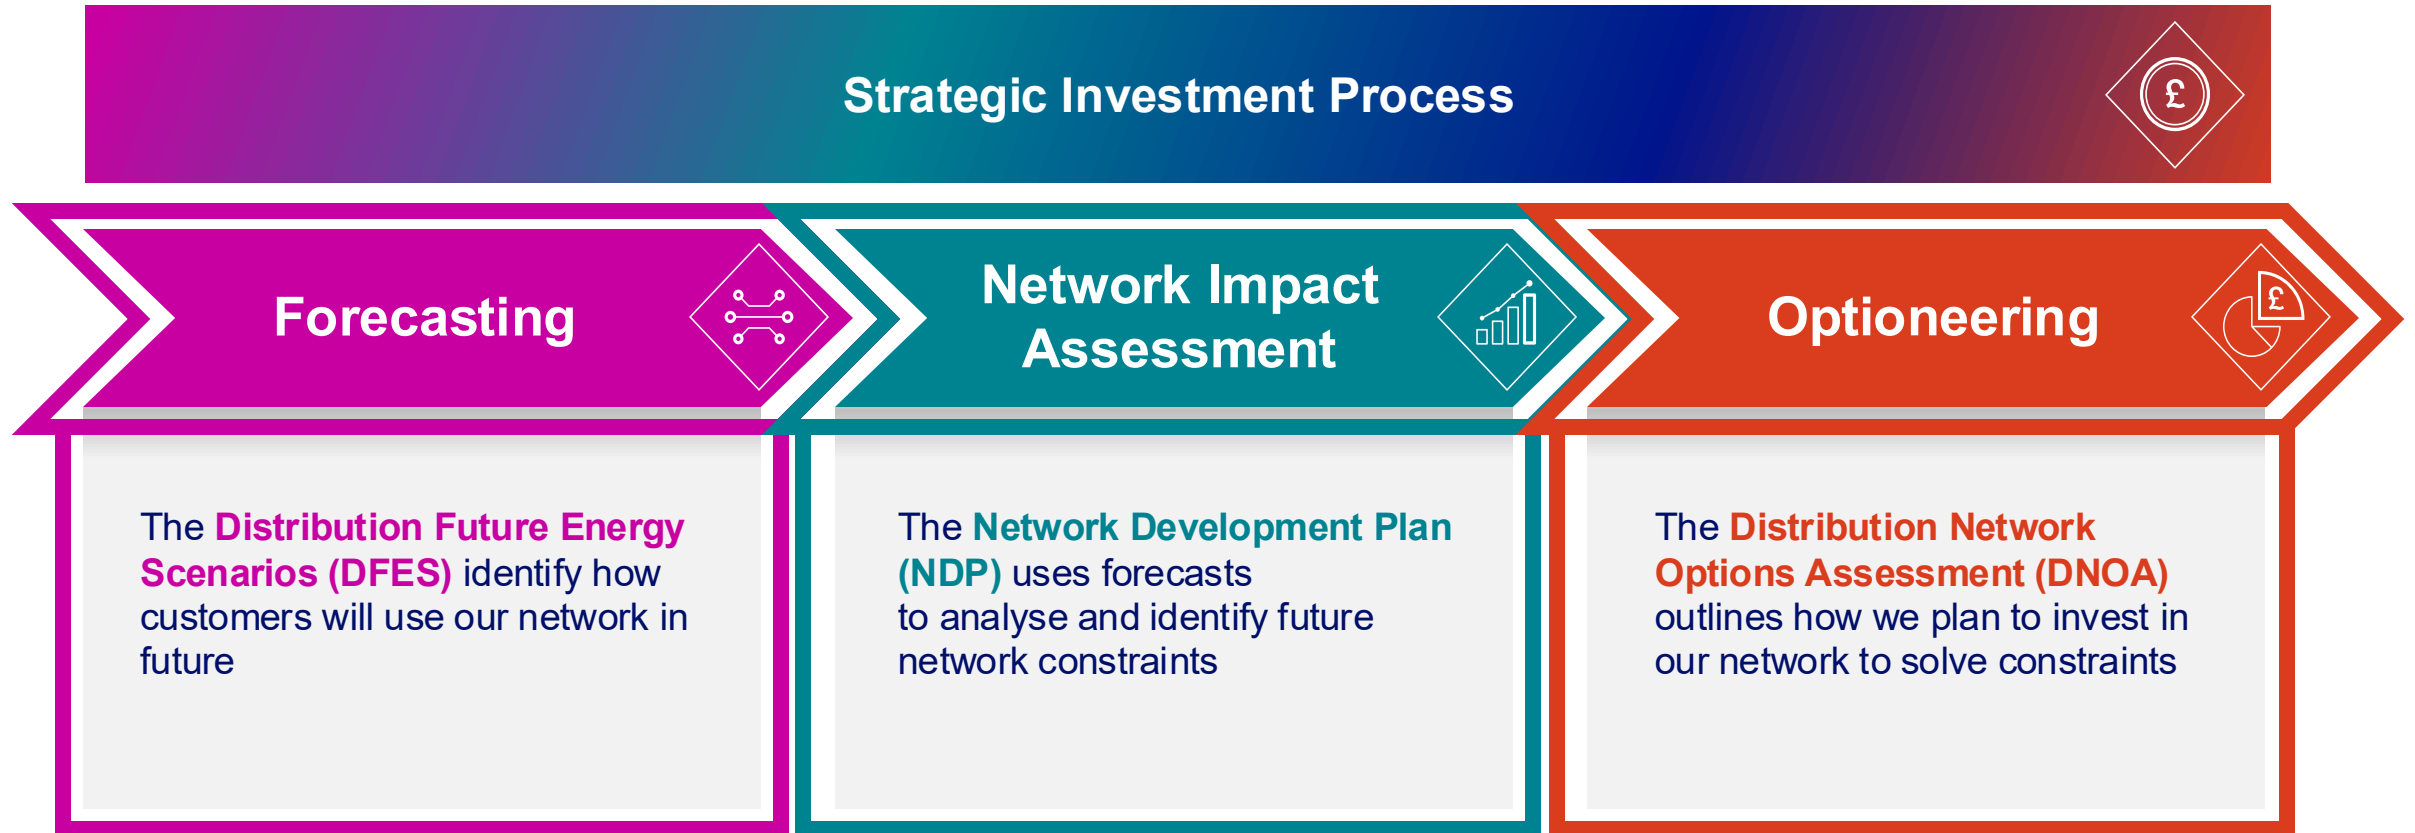 Strategic Investment Process
£
Forecasting
Network Impact
Assessment
Optioneering
£
The Distribution Future Energy
Scenarios (DFES) identify how
customers will use our network in
future
The Network Development Plan
(NDP) uses forecasts
to analyse and identify future
network constraints
The Distribution Network
Options Assessment (DNOA)
outlines how we plan to invest in
our network to solve constraints